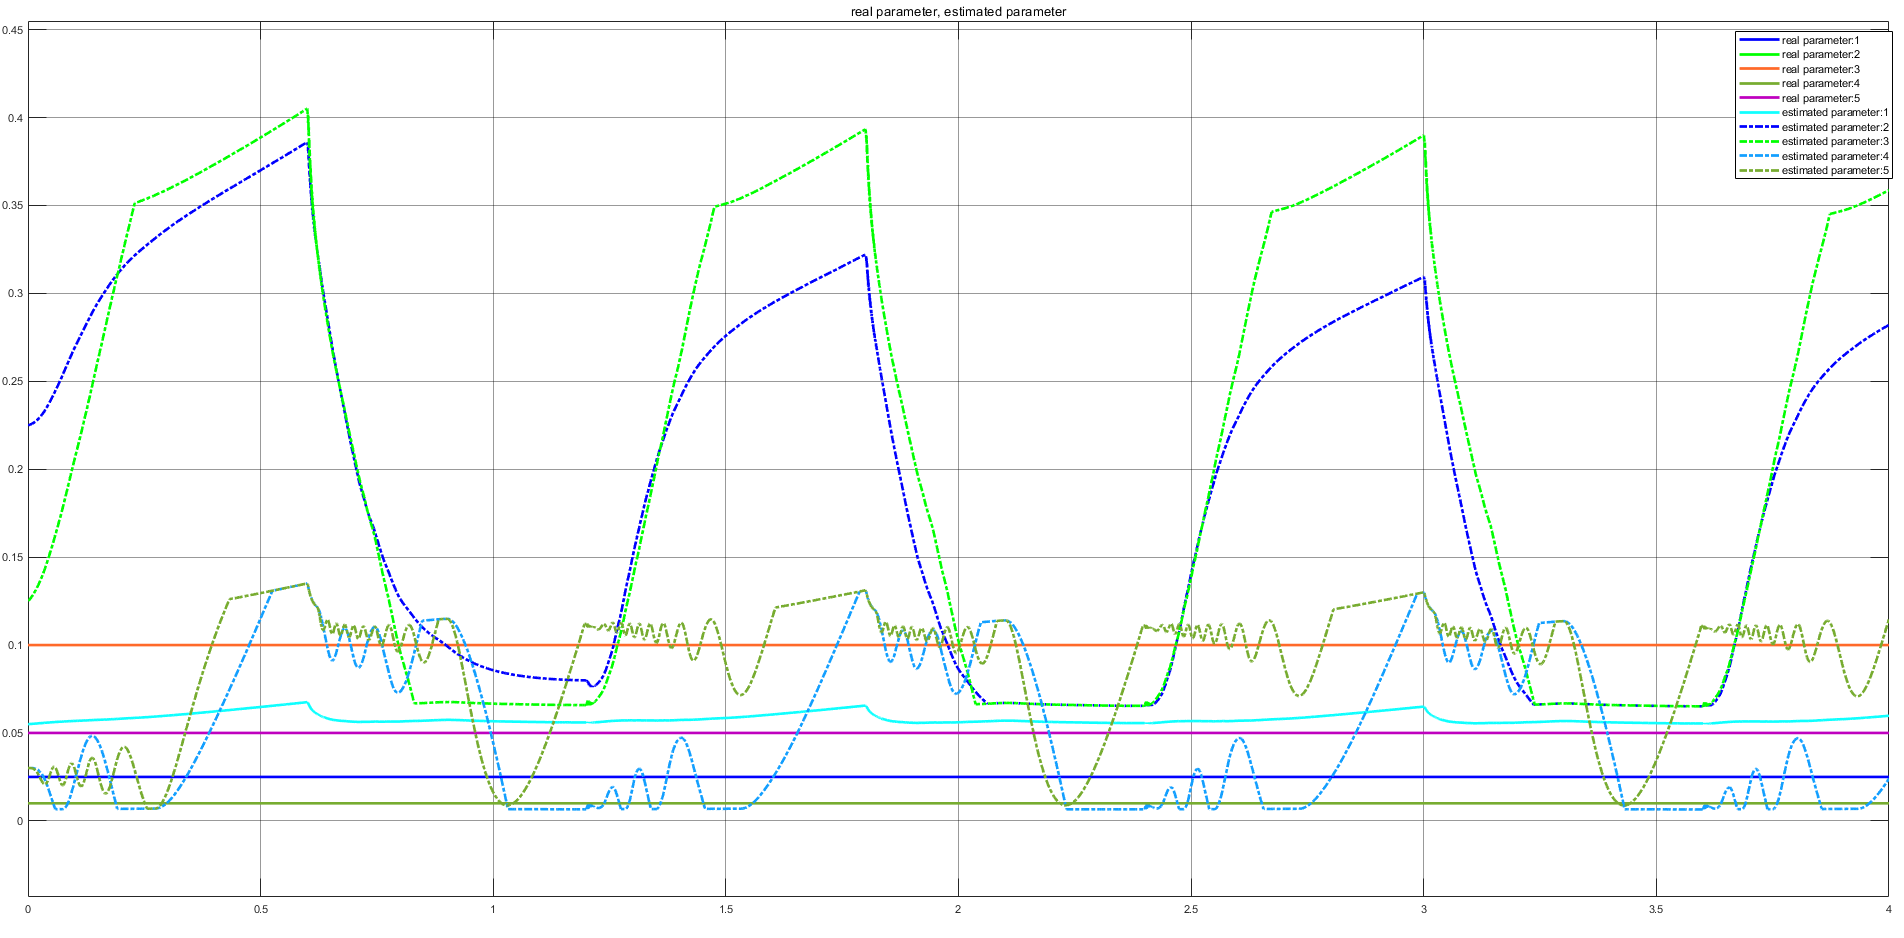 real parameter, estimated parameter
0.45
0.4
0.35
0.3
0.25
0.2
0.15
0.1
0.05
0
0
0.5
1
1.5
2
2.5
3
3.5
4
real parameter:1
real parameter:2
real parameter:3
real parameter:4
real parameter:5
estimated parameter:1
estimated parameter:2
estimated parameter:3
estimated parameter:4
estimated parameter:5